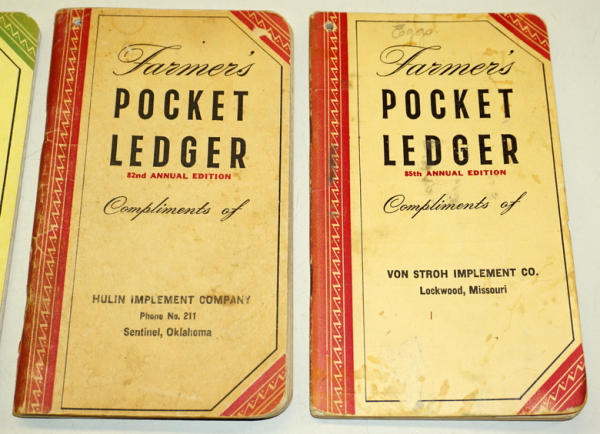 Farmer's
POCKET
LEDGER
82nd ANNUAL EDITION
Compliments of
HULIN IMPLEMENT COMPANY
Phone No. 211
Sentinel, Oklahoma
Eggs
Farmer's
POCKET
LEDGER
85th ANNUAL EDITION
Compliments of
VON STROH IMPLEMENT CO.
Lockwood, Missouri